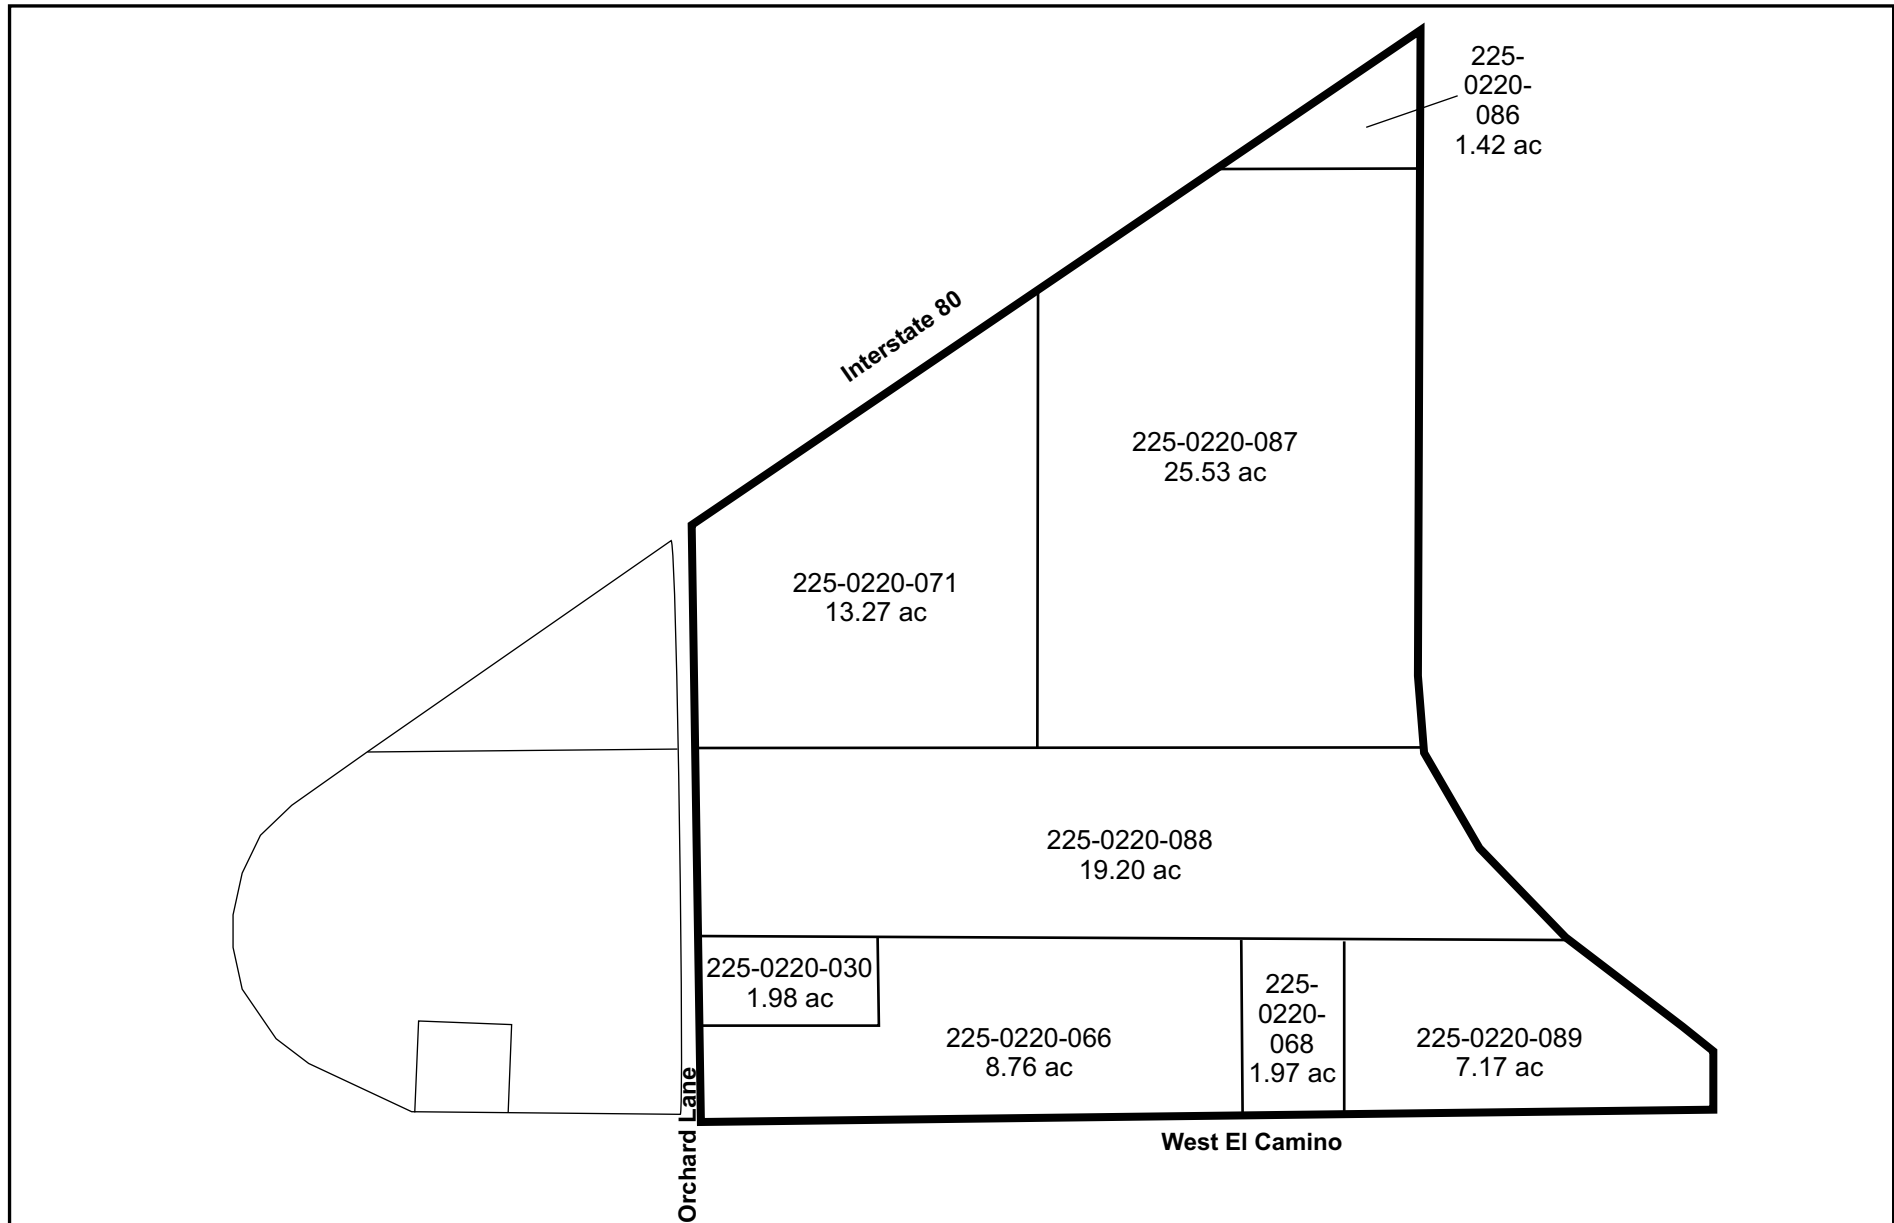 225-
0220-
086
1.42 ac
Interstate 80
225-0220-087
25.53 ac
225-0220-071
13.27 ac
225-0220-088
19.20 ac
225-0220-030
1.98 ac
225-0220-066
8.76 ac
225-
0220-
068
1.97 ac
225-0220-089
7.17 ac
Orchard Lane
West El Camino